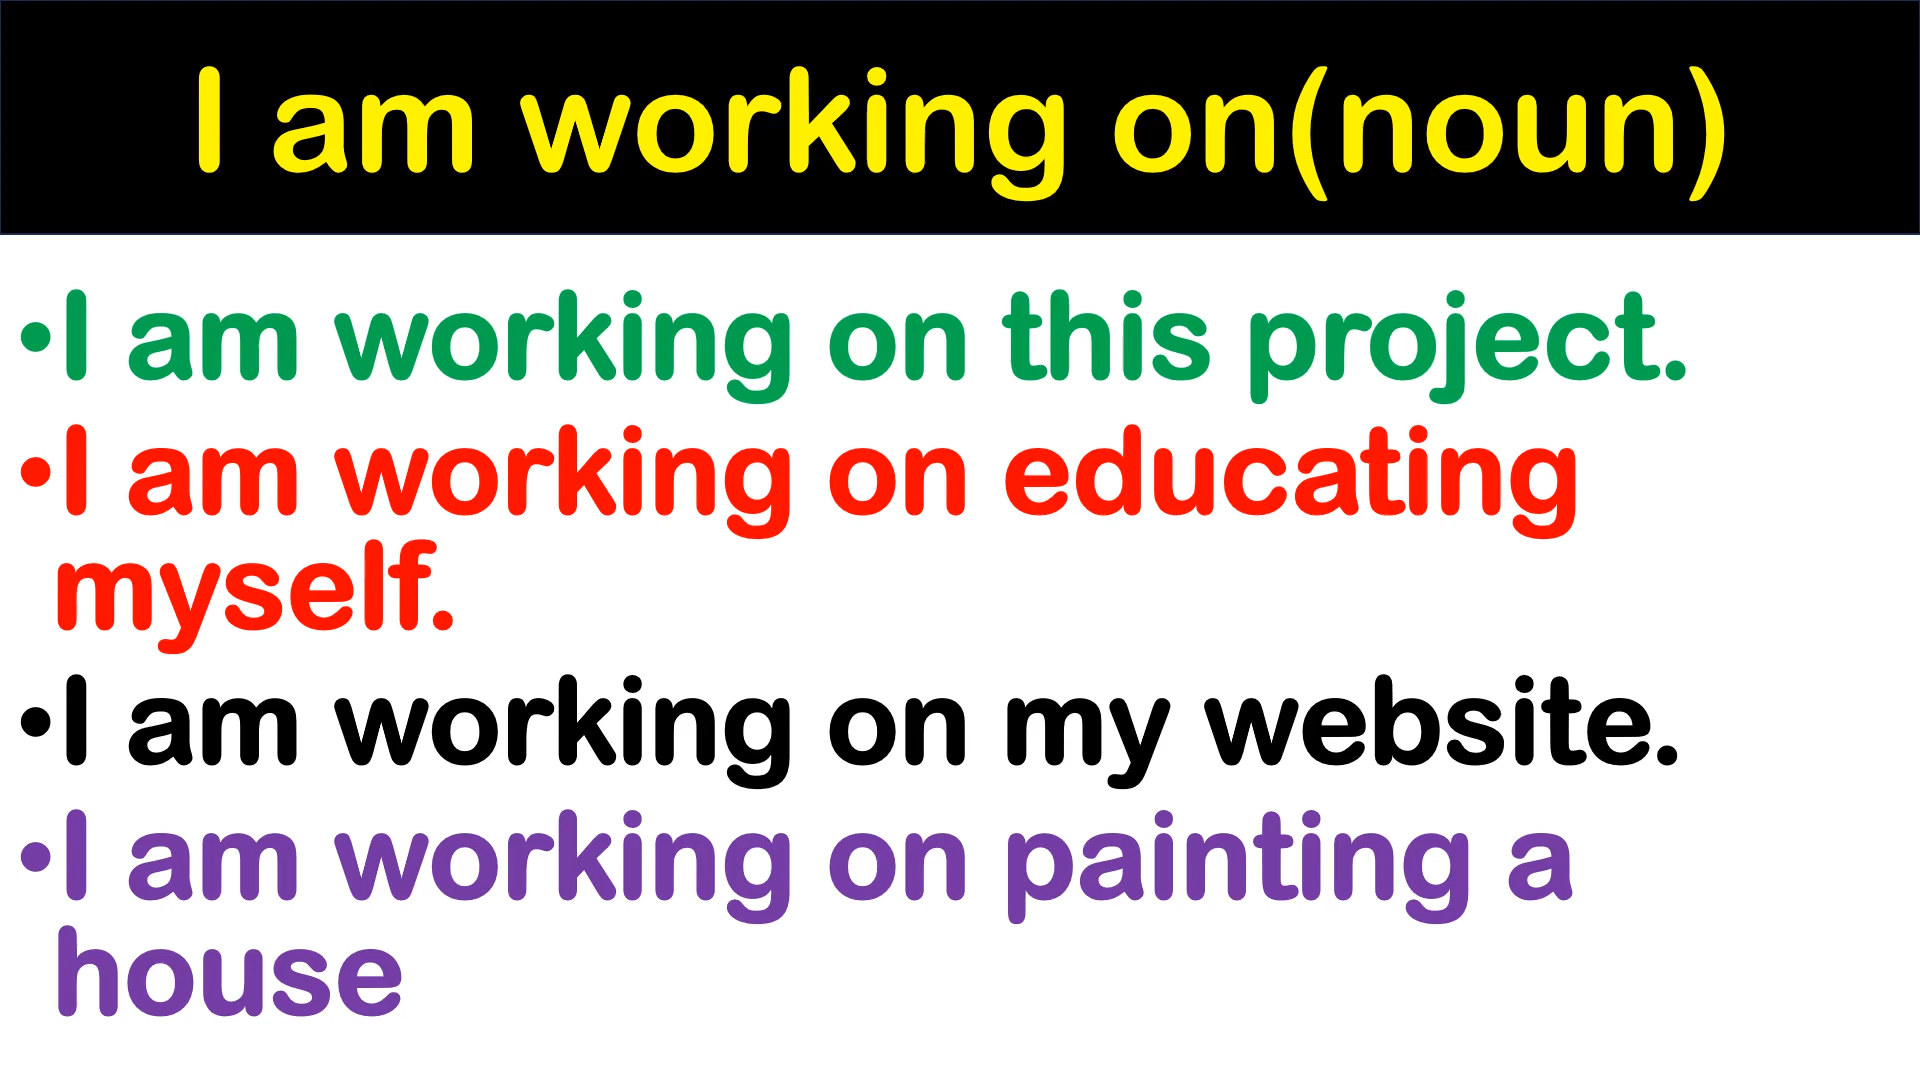 I am working on(noun)
•I am working on this project.
•I am working on educating
myself.
•I am working on my website.
•I am working on painting a
house